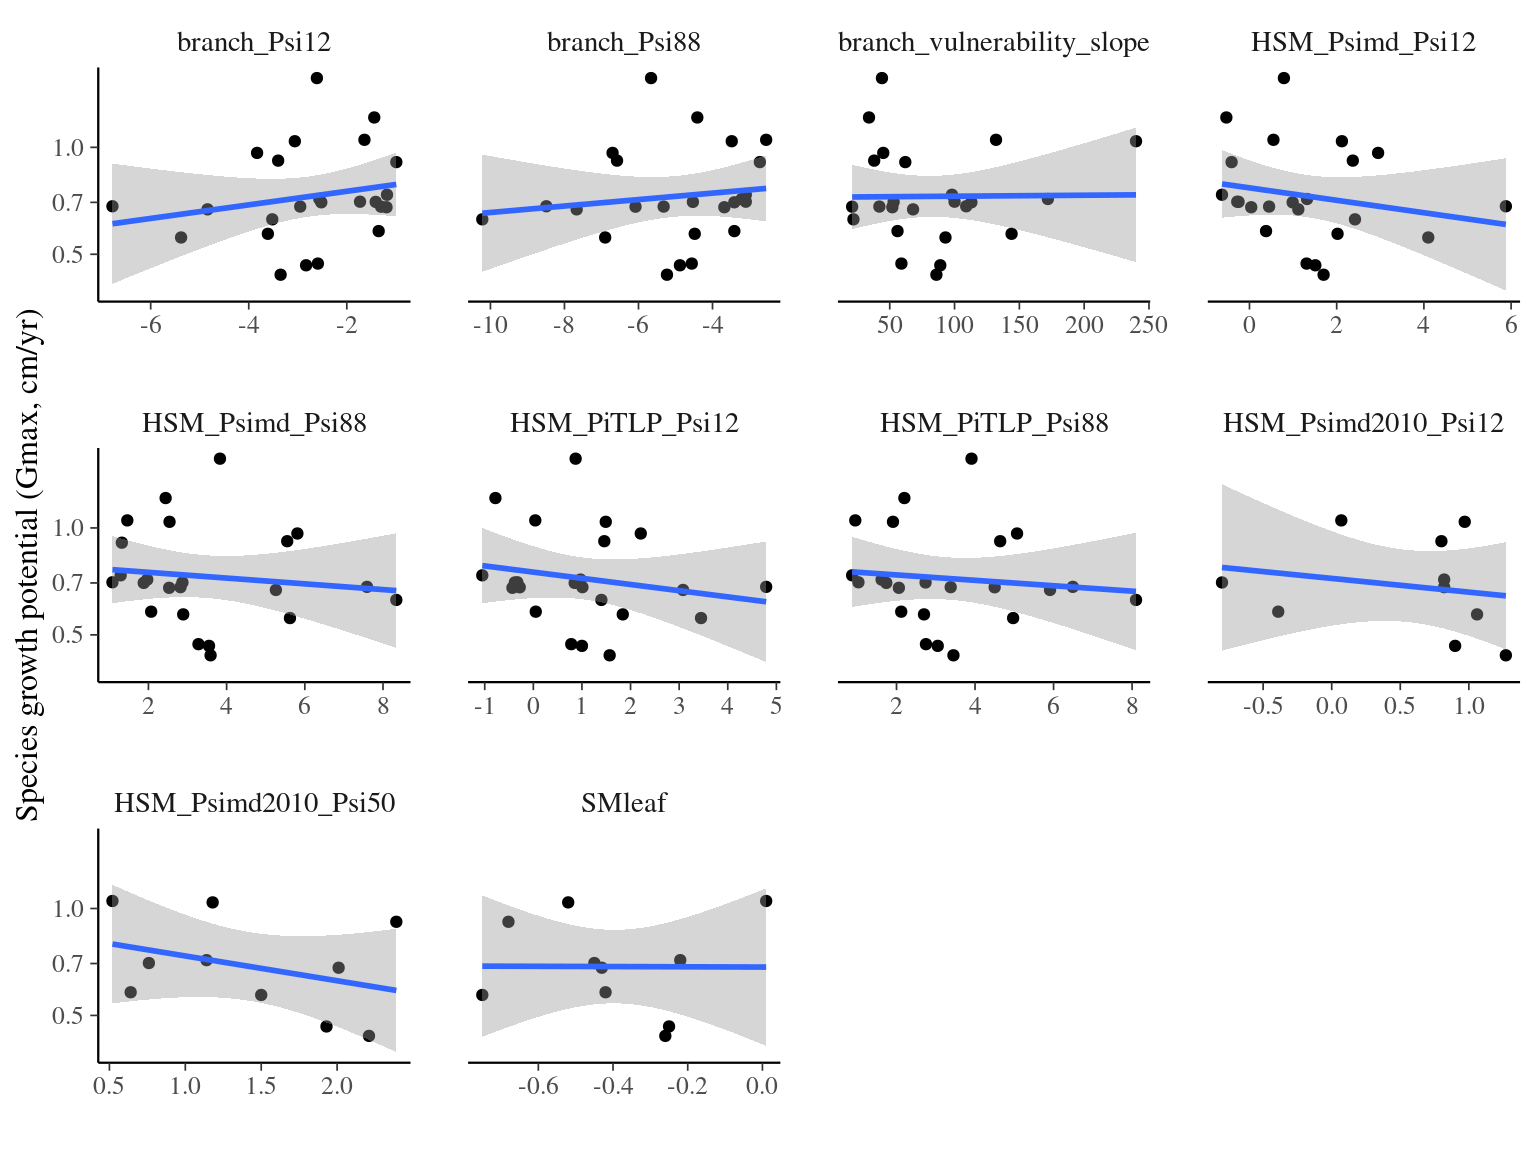 branch_Psi12 branch_Psi88 branch_vulnerability_slope HSM_Psimd_Psi12
1.0
0.7
0.5
-6 -4 -2 -10 -8 -6 -4 50 100 150 200 250 0 2 4 6
HSM_Psimd_Psi88 HSM_PiTLP_Psi12 HSM_PiTLP_Psi88 HSM_Psimd2010_Psi12
1.0
0.7
0.5
2 4 6 8 -1 0 1 2 3 4 5 2 4 6 8 -0.5 0.0 0.5 1.0
HSM_Psimd2010_Psi50 SMleaf
1.0
0.7
0.5
0.5 1.0 1.5 2.0 -0.6 -0.4 -0.2 0.0
Species growth potential (Gmax, cm/yr)